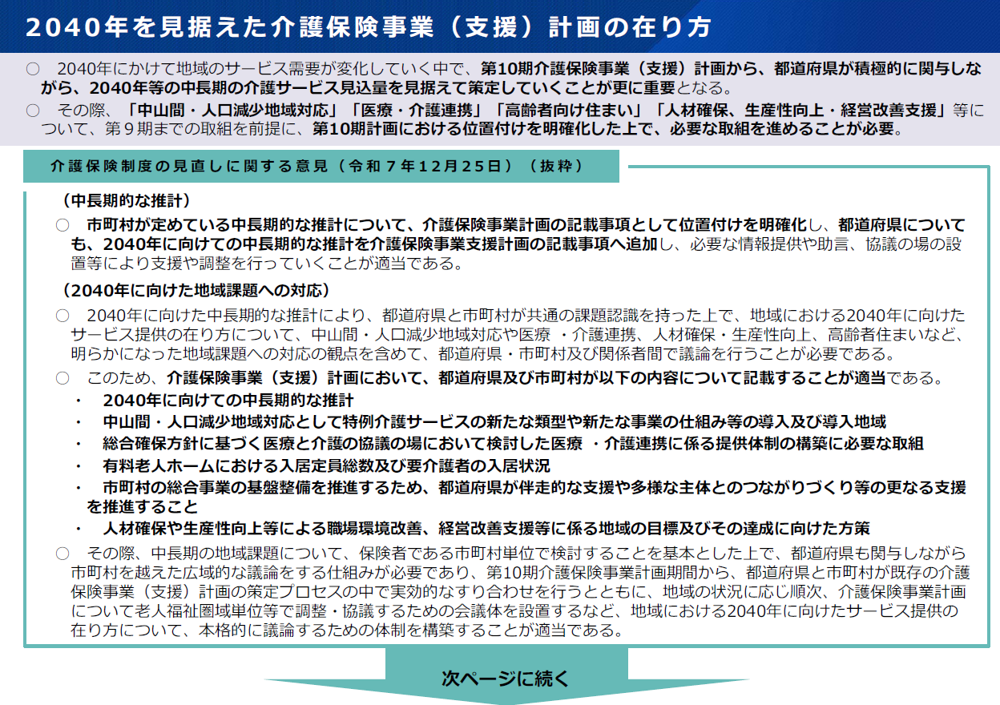 2040年を見据えた介護保険事業（支援）計画の在り方
○　2040年にかけて地域のサービス需要が変化していく中で、第10期介護保険事業（支援）計画から、都道府県が積極的に関与しな
がら、2040年等の中長期の介護サービス見込量を見据えて策定していくことが更に重要となる。
○　その際、「中山間・人口減少地域対応」「医療・介護連携」「高齢者向け住まい」「人材確保、生産性向上・経営改善支援」等に
ついて、第９期までの取組を前提に、第10期計画における位置付けを明確化した上で、必要な取組を進めることが必要。
介護保険制度の見直しに関する意見（令和７年12月25日）（抜粋）
（中長期的な推計）
○　市町村が定めている中長期的な推計について、介護保険事業計画の記載事項として位置付けを明確化し、都道府県について
も、2040年に向けての中長期的な推計を介護保険事業支援計画の記載事項へ追加し、必要な情報提供や助言、協議の場の設
置等により支援や調整を行っていくことが適当である。
（2040年に向けた地域課題への対応）
○　2040年に向けた中長期的な推計により、都道府県と市町村が共通の課題認識を持った上で、地域における2040年に向けた
サービス提供の在り方について、中山間・人口減少地域対応や医療 ・介護連携、人材確保・生産性向上、高齢者住まいなど、
明らかになった地域課題への対応の観点を含めて、都道府県・市町村及び関係者間で議論を行うことが必要である。
○　このため、介護保険事業（支援）計画において、都道府県及び市町村が以下の内容について記載することが適当である。
・　2040年に向けての中長期的な推計
・　中山間・人口減少地域対応として特例介護サービスの新たな類型や新たな事業の仕組み等の導入及び導入地域
・　総合確保方針に基づく医療と介護の協議の場において検討した医療 ・介護連携に係る提供体制の構築に必要な取組
・　有料老人ホームにおける入居定員総数及び要介護者の入居状況
・　市町村の総合事業の基盤整備を推進するため、都道府県が伴走的な支援や多様な主体とのつながりづくり等の更なる支援
を推進すること
・　人材確保や生産性向上等による職場環境改善、経営改善支援等に係る地域の目標及びその達成に向けた方策
○　その際、中長期の地域課題について、保険者である市町村単位で検討することを基本とした上で、都道府県も関与しながら
市町村を越えた広域的な議論をする仕組みが必要であり、第10期介護保険事業計画期間から、都道府県と市町村が既存の介護
保険事業（支援）計画の策定プロセスの中で実効的なすり合わせを行うとともに、地域の状況に応じ順次、介護保険事業計画
について老人福祉圏域単位等で調整・協議するための会議体を設置するなど、地域における2040年に向けたサービス提供の
在り方について、本格的に議論するための体制を構築することが適当である。
次ページに続く